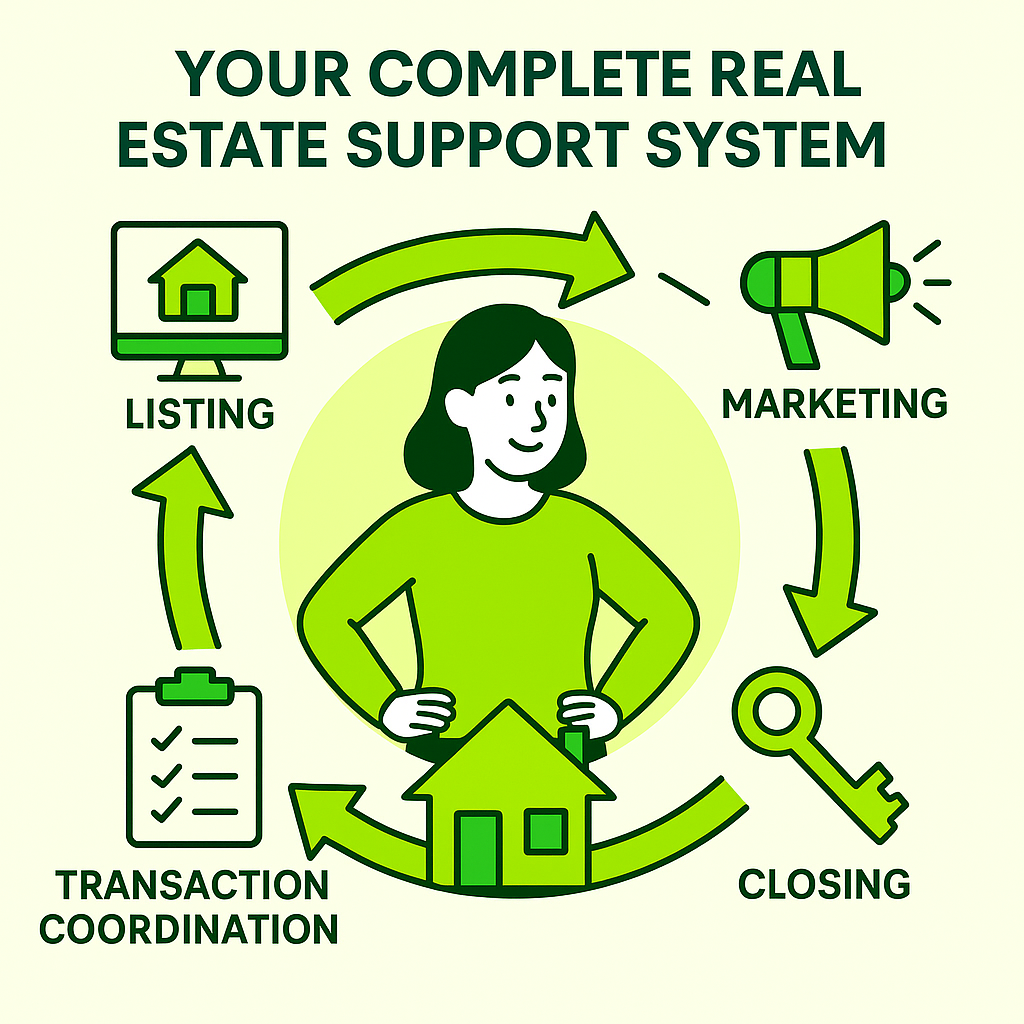 YOUR COMPLETE REAL
ESTATE SUPPORT SYSTEM
LISTING
MARKETING
TRANSACTION
COORDINATION
CLOSING